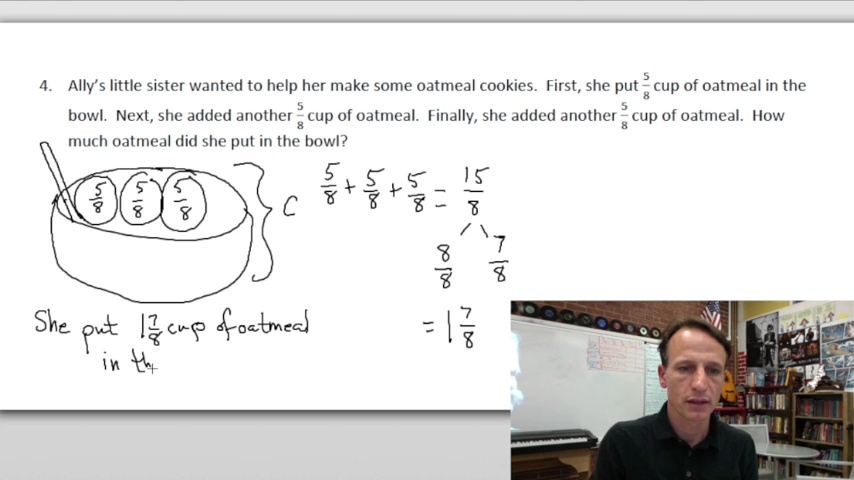 4. Ally's little sister wanted to help her make some oatmeal cookies. First, she put 5/8 cup of oatmeal in the
bowl. Next, she added another 5/8 cup of oatmeal. Finally, she added another 5/8 cup of oatmeal. How
much oatmeal did she put in the bowl?
5/8 5/8 5/8 C
5/8 + 5/8 + 5/8 = 15/8
8/8 7/8
= 1 7/8
She put 1 7/8 cup of oatmeal
in th